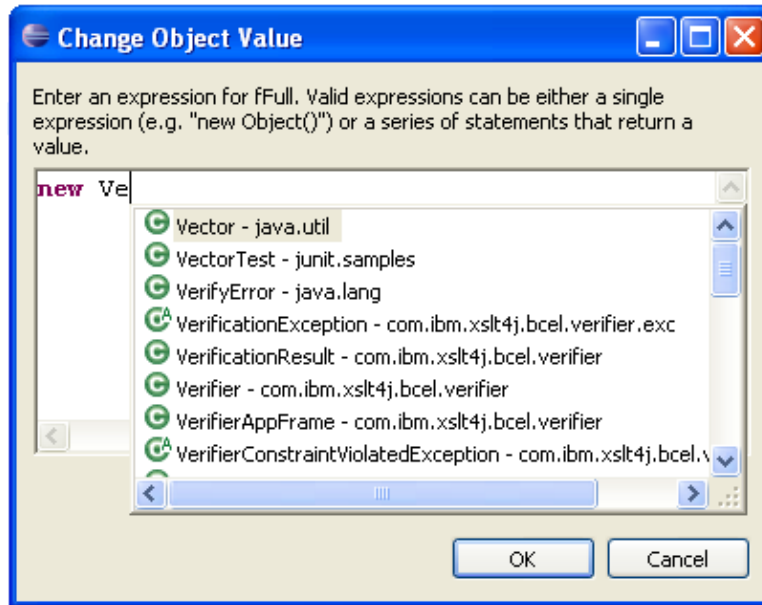 Change Object Value
Enter an expression for fFull. Valid expressions can be either a single
expression (e.g. "new Object()") or a series of statements that return a
value.
new Ve
Vector - java.util
VectorTest - junit.samples
VerifyError - java.lang
VerificationException - com.ibm.xslt4j.bcel.verifier.exc
VerificationResult - com.ibm.xslt4j.bcel.verifier
Verifier - com.ibm.xslt4j.bcel.verifier
VerifierAppFrame - com.ibm.xslt4j.bcel.verifier
VerifierConstraintViolatedException - com.ibm.xslt4j.bcel.
OK Cancel